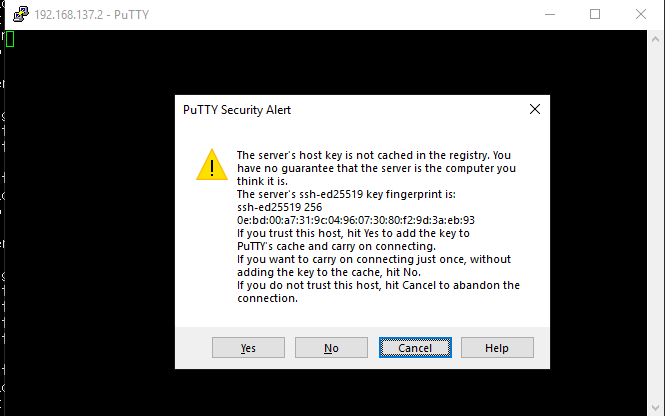 192.168.137.2 - PuTTY
PuTTY Security Alert
The server's host key is not cached in the registry. You
have no guarantee that the server is the computer you
think it is.
The server's ssh-ed25519 key fingerprint is:
ssh-ed25519 256
0e:bd:00:a7:31:9c:04:96:07:30:80:f2:9d:3a:eb:93
If you trust this host, hit Yes to add the key to
PuTTY's cache and carry on connecting.
If you want to carry on connecting just once, without
adding the key to the cache, hit No.
If you do not trust this host, hit Cancel to abandon the
connection.
Yes
No
Cancel
Help